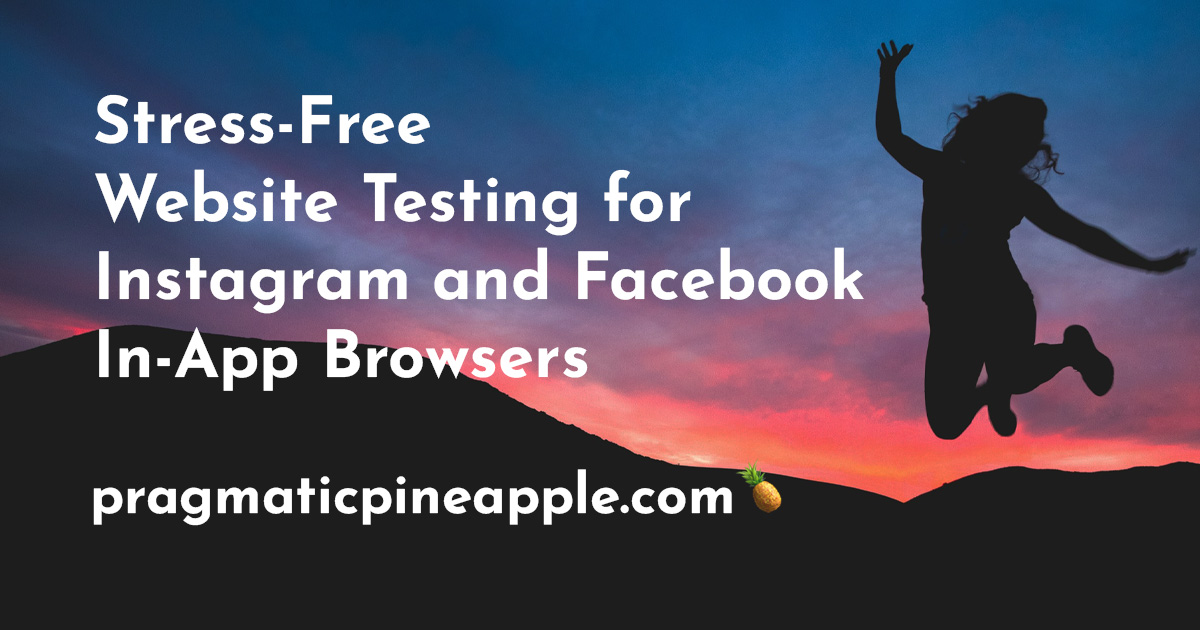 Stress-Free
Website Testing for
Instagram and Facebook
In-App Browsers
pragmaticpineapple.com